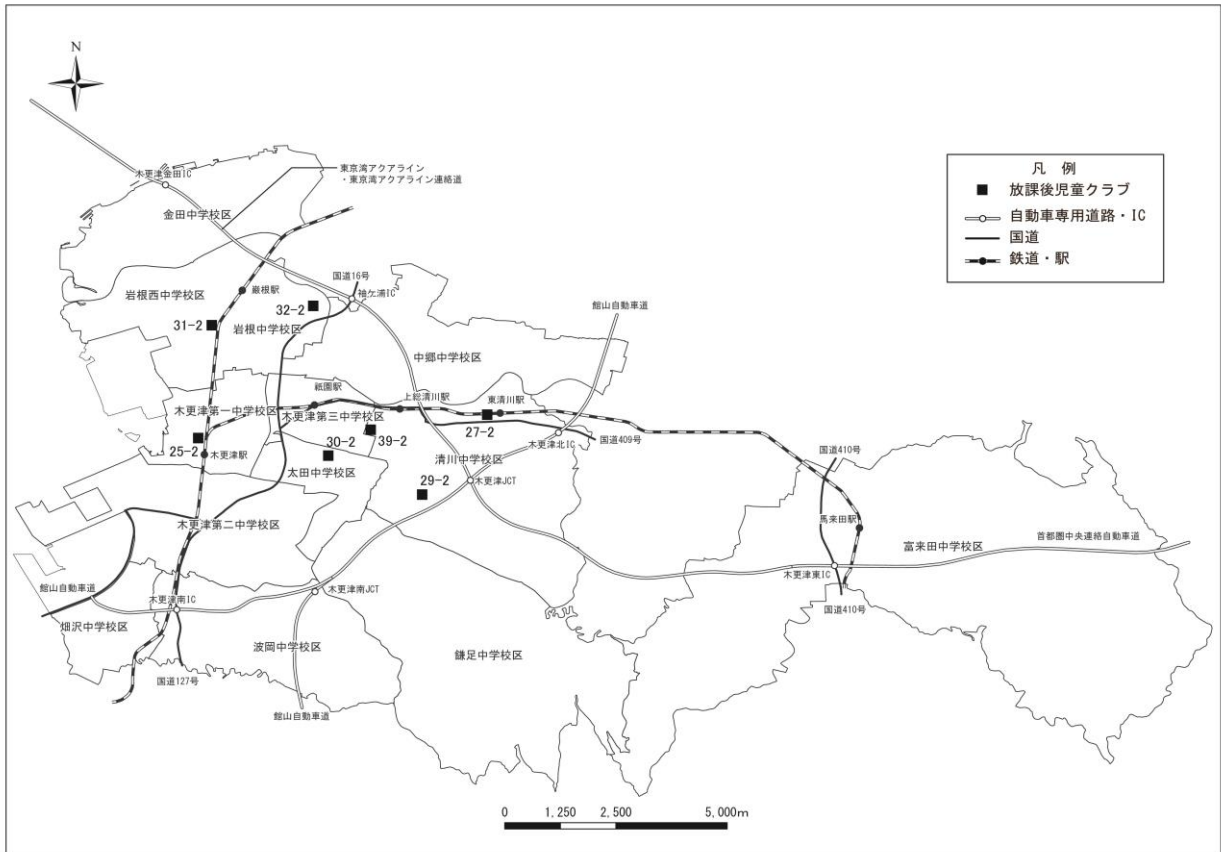 N
木更津金田IC
東京湾アクアライン
・東京湾アクアライン連絡道
金田中学校区
凡　例
放課後児童クラブ
自動車専用道路・IC
国道
鉄道・駅
国道16号
袖ケ浦IC
巌根駅
岩根西中学校区
32-2
31-2
岩根中学校区
館山自動車道
中郷中学校区
祇園駅
上総清川駅
東清川駅
木更津第一中学校区
木更津第三中学校区
27-2
25-2
木更津駅
30-2
39-2
木更津北IC
国道409号
清川中学校区
太田中学校区
木更津JCT
29-2
国道410号
馬来田駅
木更津第二中学校区
富来田中学校区
首都圏中央連絡自動車道
木更津東IC
館山自動車道
木更津南IC
木更津南JCT
国道410号
畑沢中学校区
波岡中学校区
鎌足中学校区
国道127号
館山自動車道
0 1,250 2,500 5,000m